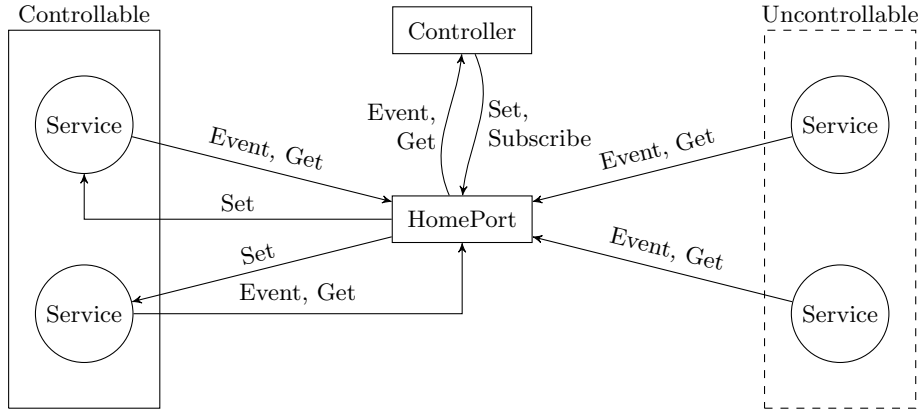 Controllable
Uncontrollable
Controller
Service
Service
Event,
Get
Set,
Subscribe
Event, Get
Event, Get
Set
HomePort
Set
Event, Get
Event, Get
Service
Service